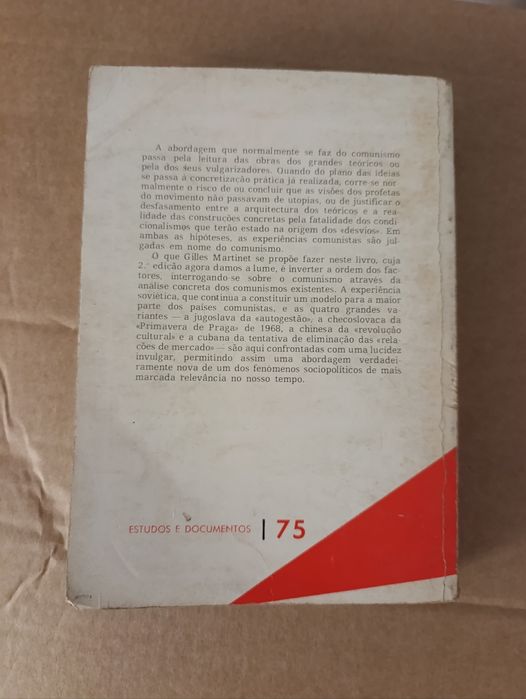 A abordagem que normalmente se faz do comunismo
passa pela leitura das obras dos grandes teóricos ou
pela dos seus vulgarizadores. Quando do plano das ideias
se passa à concretização prática já realizada, corre-se nor-
malmente o risco de ou concluir que as visões dos profetas
do movimento não passavam de utopias, ou de justificar o
desfasamento entre a arquitectura dos teóricos e a rea-
lidade das construções concretas pela fatalidade dos condi-
cionalismos que terão estado na origem dos «desvios». Em
ambas as hipóteses, as experiências comunistas são jul-
gadas em nome do comunismo.
O que Gilles Martinet se propõe fazer neste livro, cuja
2.ª edição agora damos a lume, é inverter a ordem dos fac-
tores, interrogando-se sobre o comunismo através da
análise concreta dos comunismos existentes. A experiência
soviética, que continua a constituir um modelo para a maior
parte dos países comunistas, e as quatro grandes va-
riantes — a jugoslava da «autogestão», a checoslovaca da
«Primavera de Praga» de 1968, a chinesa da «revolução
cultural» e a cubana da tentativa de eliminação das «rela-
ções de mercado» — são aqui confrontadas com uma lucidez
invulgar, permitindo assim uma abordagem verdadei-
ramente nova de um dos fenómenos sociopolíticos de mais
marcada relevância no nosso tempo.
ESTUDOS E DOCUMENTOS | 75